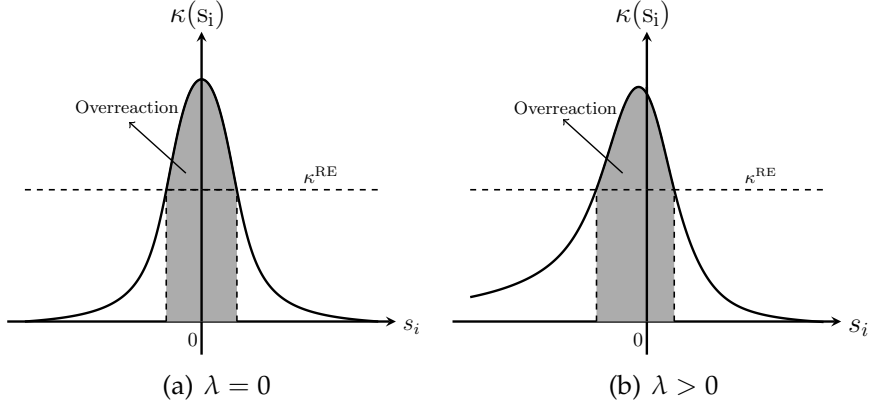 κ(s_i)
Overreaction
κ^RE
s_i
0
(a) λ = 0
κ(s_i)
Overreaction
κ^RE
s_i
0
(b) λ > 0